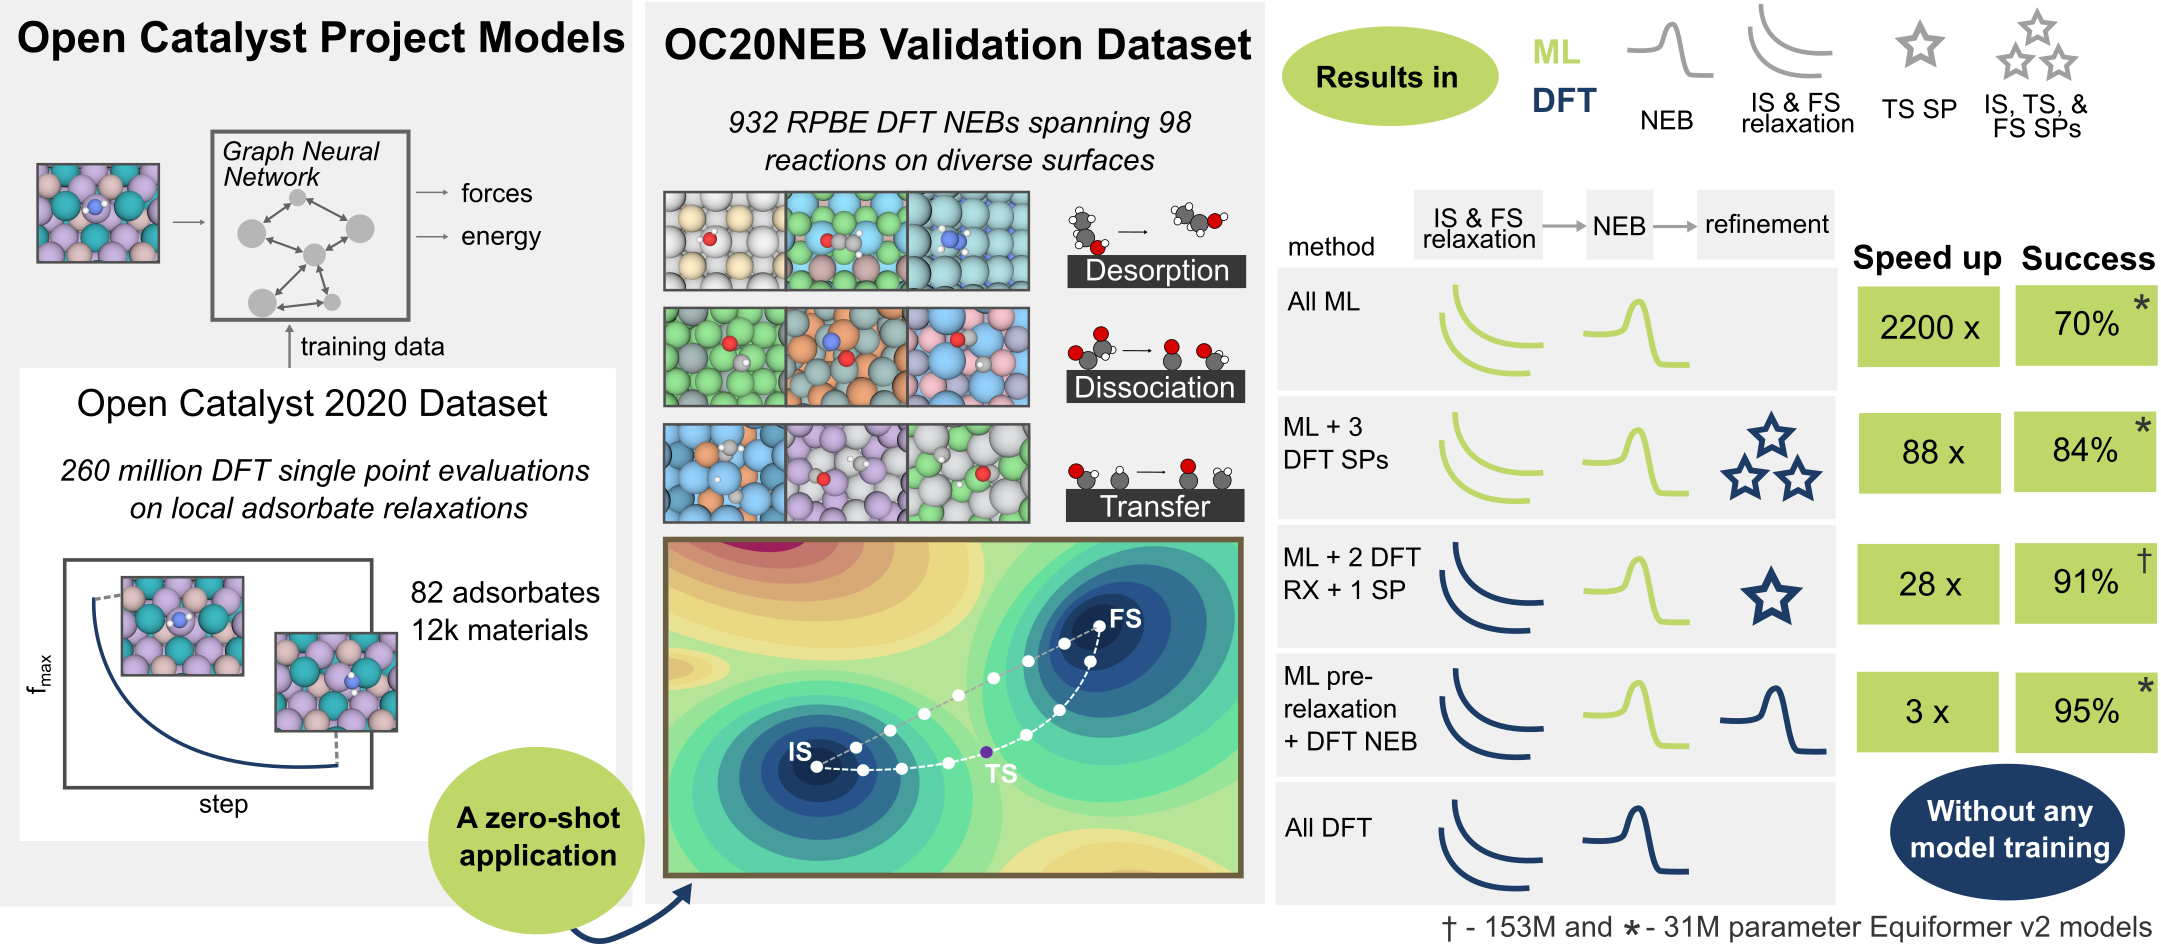 Open Catalyst Project Models
Graph Neural
Network
forces
energy
training data
Open Catalyst 2020 Dataset
260 million DFT single point evaluations
on local adsorbate relaxations
82 adsorbates
12k materials
fmax
step
A zero-shot
application
OC20NEB Validation Dataset
932 RPBE DFT NEBs spanning 98
reactions on diverse surfaces
Desorption
Dissociation
Transfer
FS
IS
TS
Results in
ML
DFT
NEB
IS & FS
relaxation
TS SP
IS, TS, &
FS SPs
method
IS & FS
relaxation
NEB
refinement
Speed up
Success
All ML
2200 x
70% *
ML + 3
DFT SPs
88 x
84% *
ML + 2 DFT
RX + 1 SP
28 x
91% †
ML pre-
relaxation
+ DFT NEB
3 x
95% *
All DFT
Without any
model training
† - 153M and * - 31M parameter Equiformer v2 models